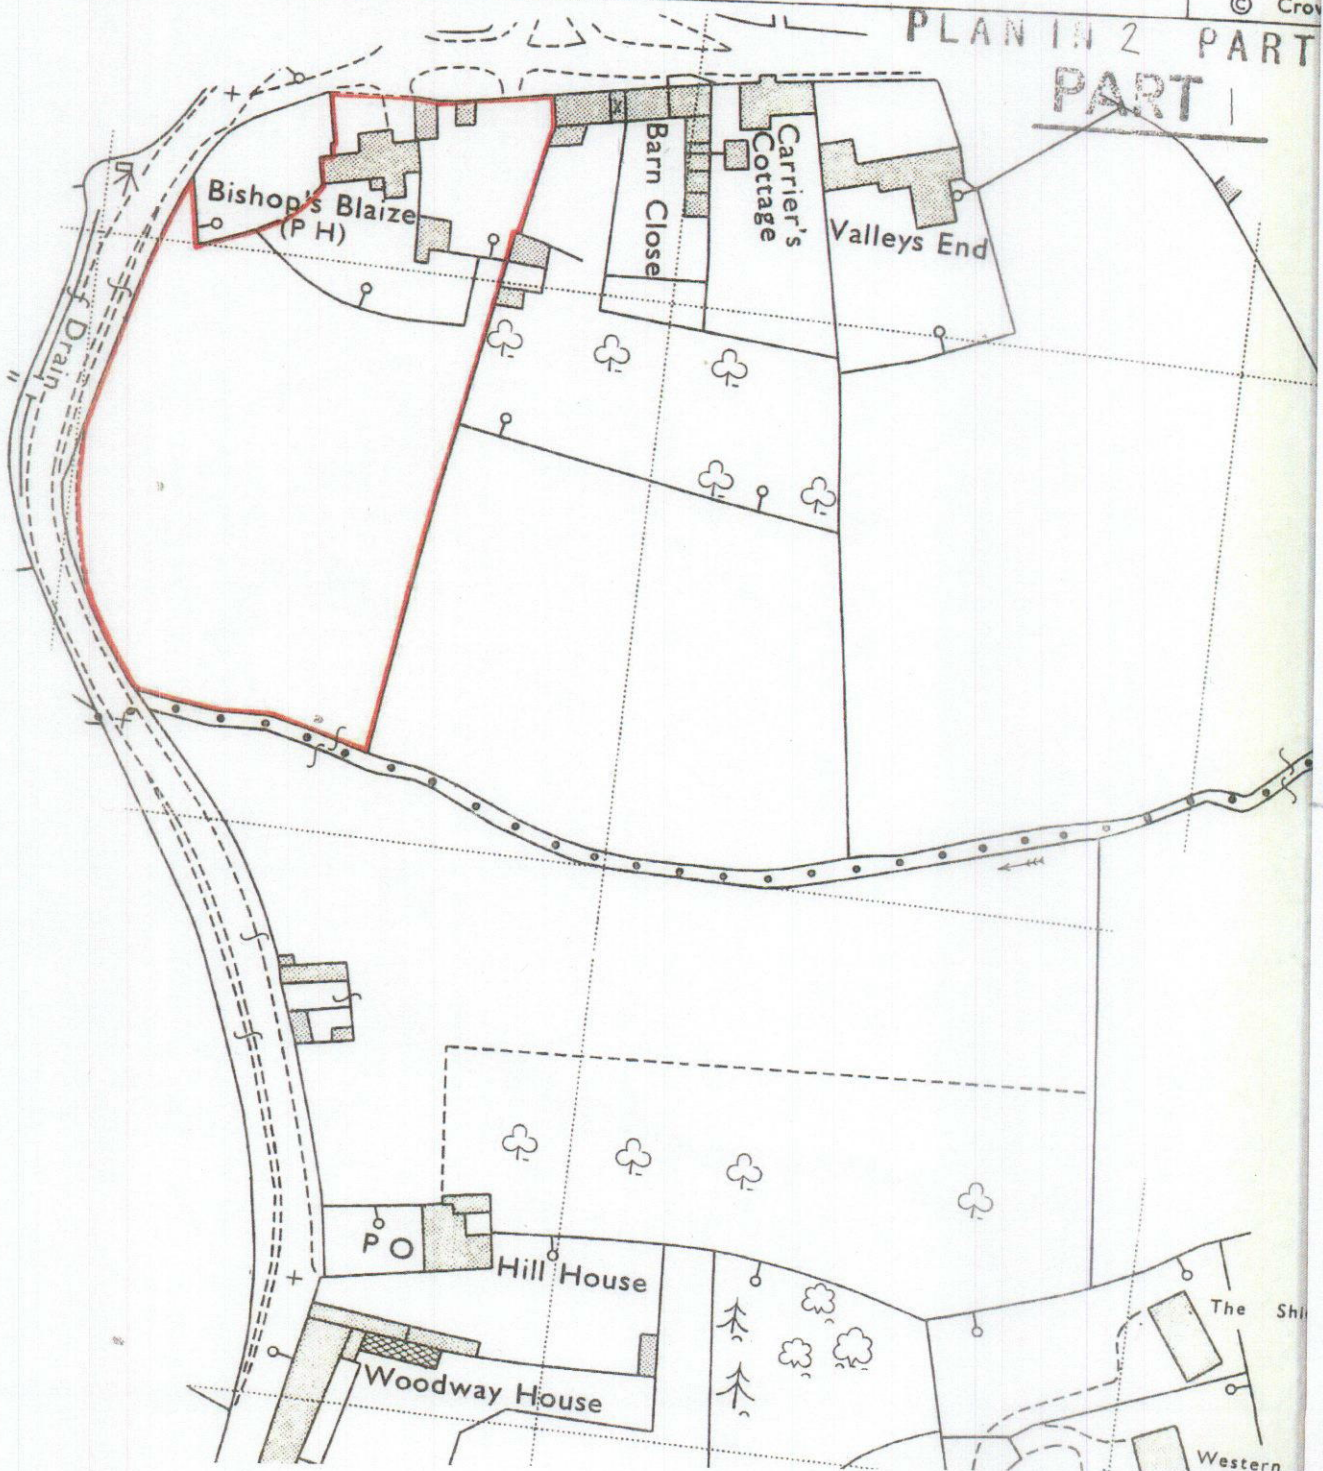 © Crow
PLAN IN 2 PART
PART 1
Bishop's Blaize
(P H)
Barn Close
Carrier's
Cottage
Valleys End
Drain
P O
Hill House
Woodway House
The Shi
Western